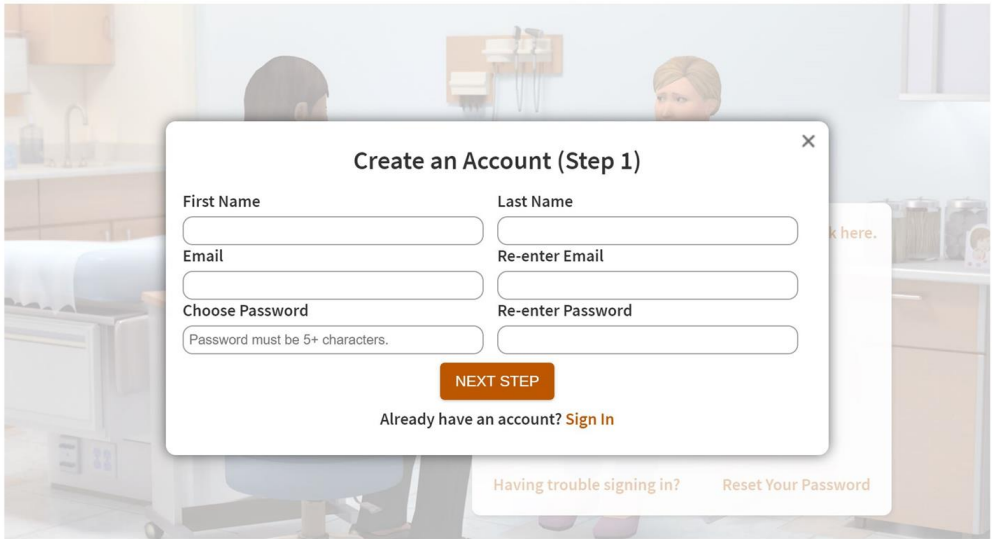 Create an Account (Step 1)
First Name
Last Name
Email
Re-enter Email
Choose Password
Re-enter Password
Password must be 5+ characters.
NEXT STEP
Already have an account? Sign In
here.
Having trouble signing in?
Reset Your Password